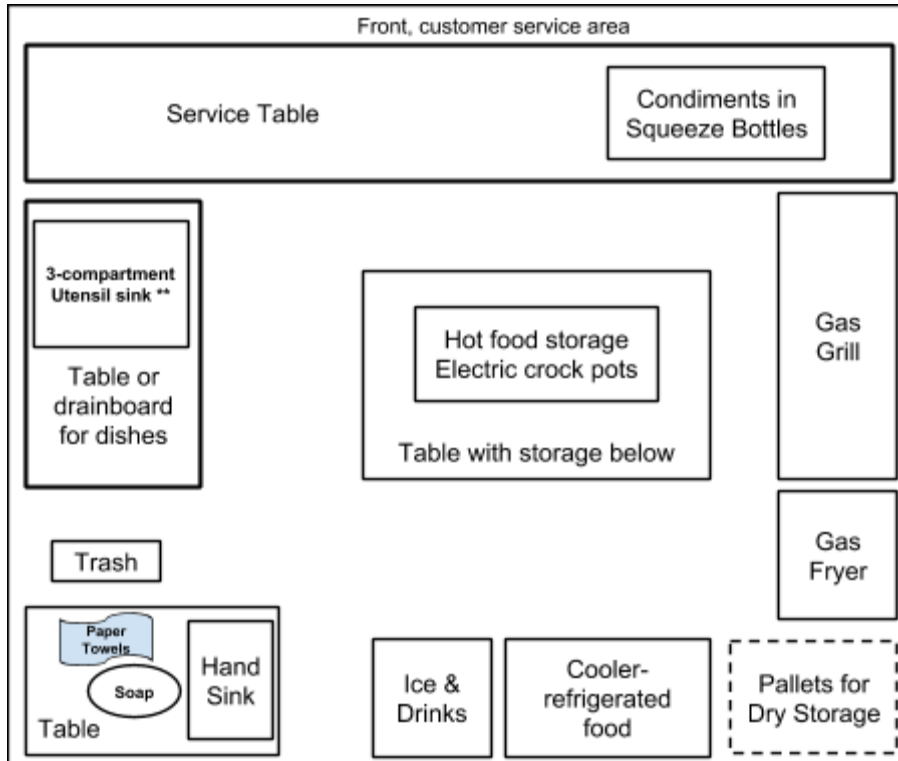 Front, customer service area
Service Table
Condiments in
Squeeze Bottles
3-compartment
Utensil sink **
Table or
drainboard
for dishes
Hot food storage
Electric crock pots
Table with storage below
Gas
Grill
Gas
Fryer
Trash
Paper
Towels
Soap
Hand
Sink
Table
Ice &
Drinks
Cooler-
refrigerated
food
Pallets for
Dry Storage